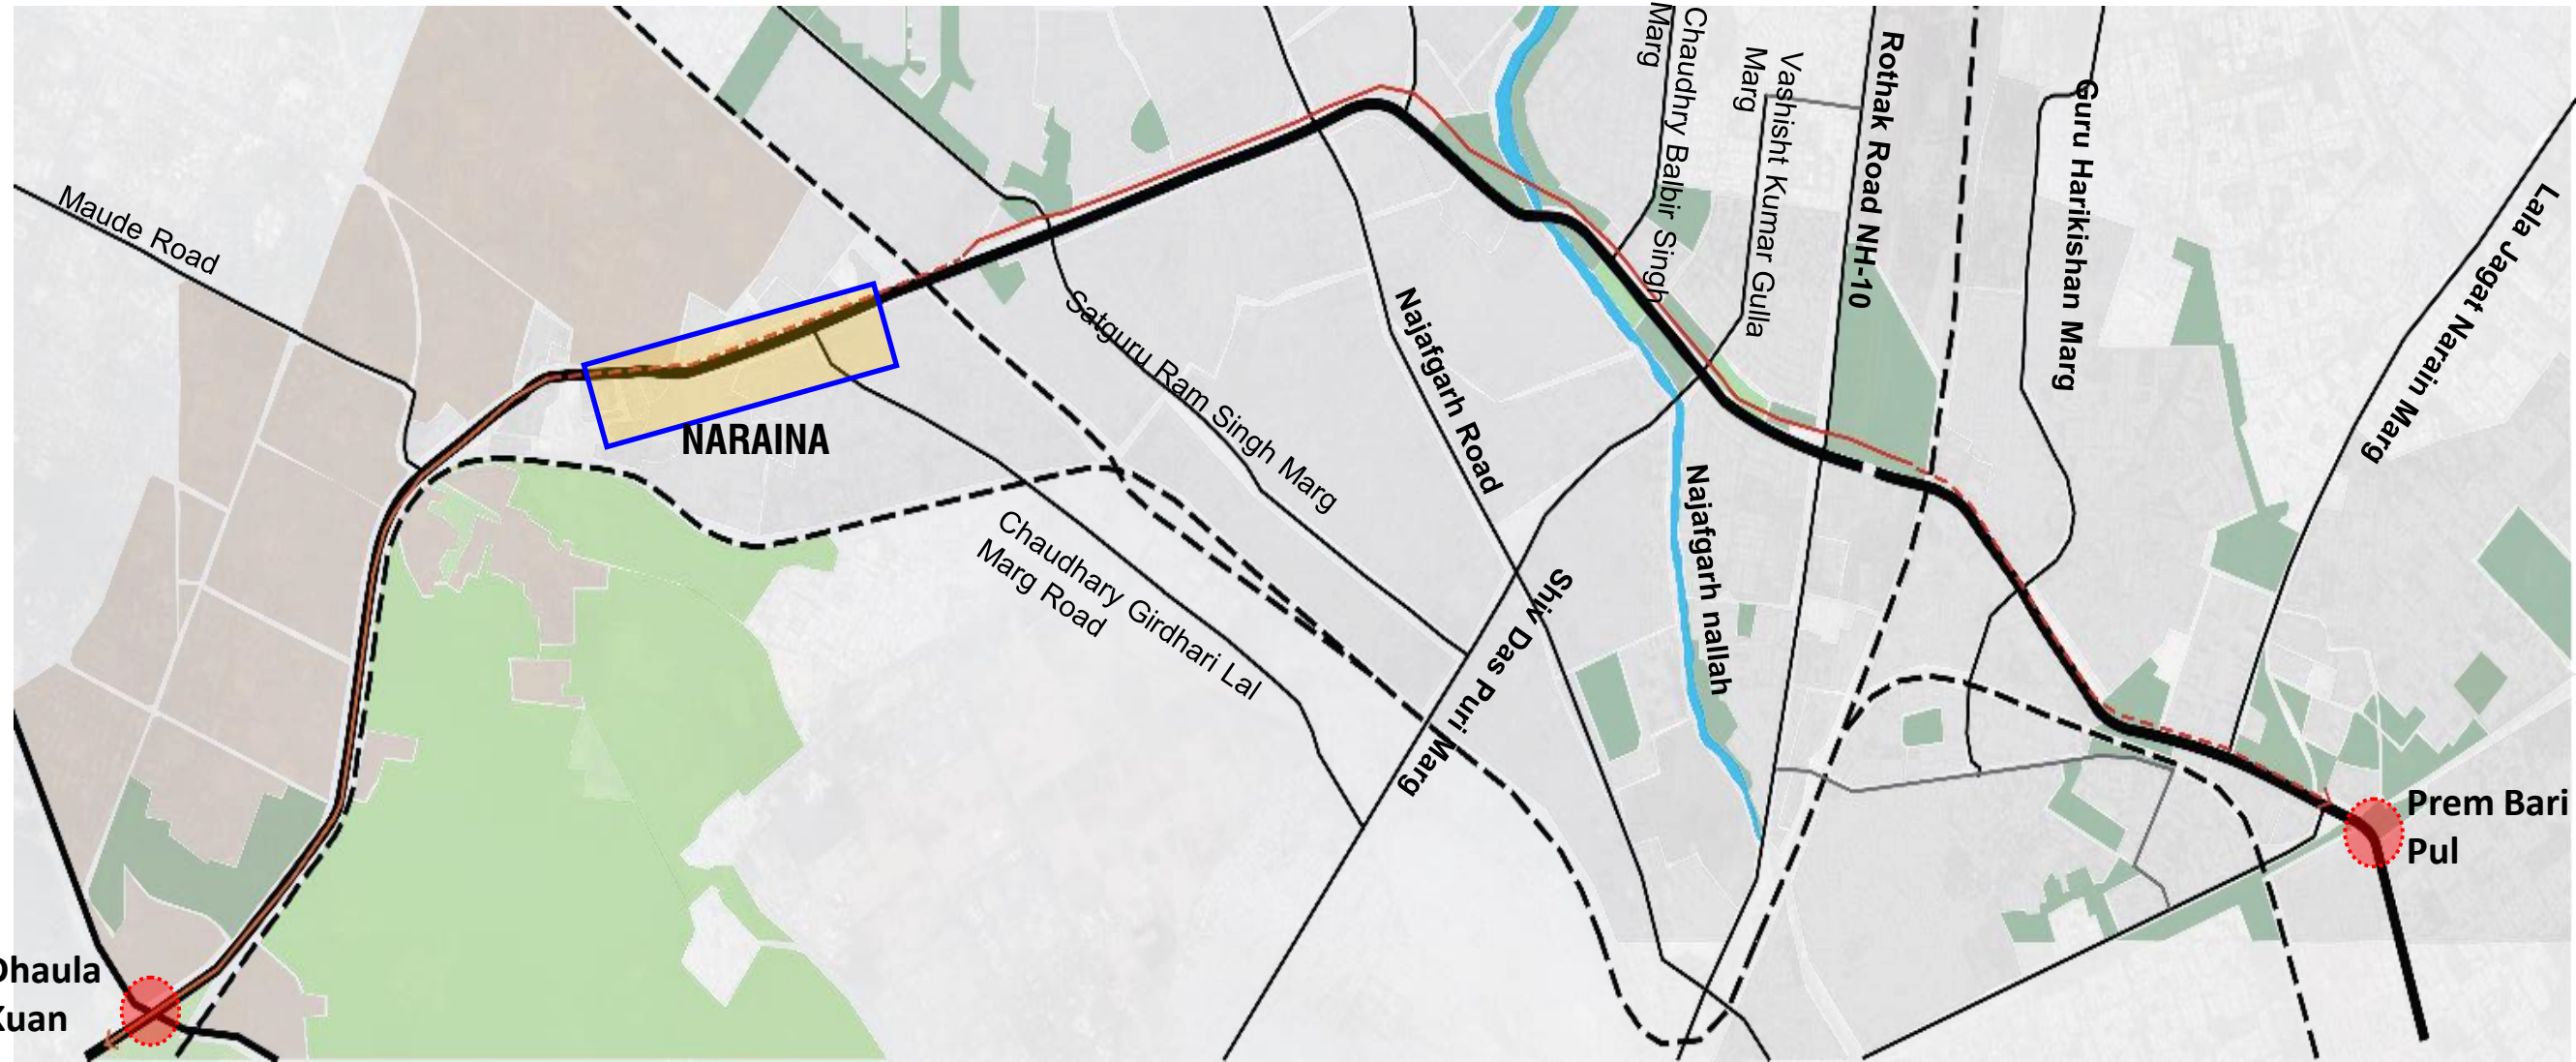 Maude Road
NARAINA
Satguru Ram Singh Marg
Chaudhary Girdhari Lal
Marg Road
Najafgarh Road
Shiv Das Puri Marg
Najafgarh nallah
Chaudhry Balbir Singh
Marg
Vashisht Kumar Gulla
Marg
Rothak Road NH-10
Guru Harikishan Marg
Lala Jagat Narain Marg
Prem Bari
Pul
Dhaula
Kuan